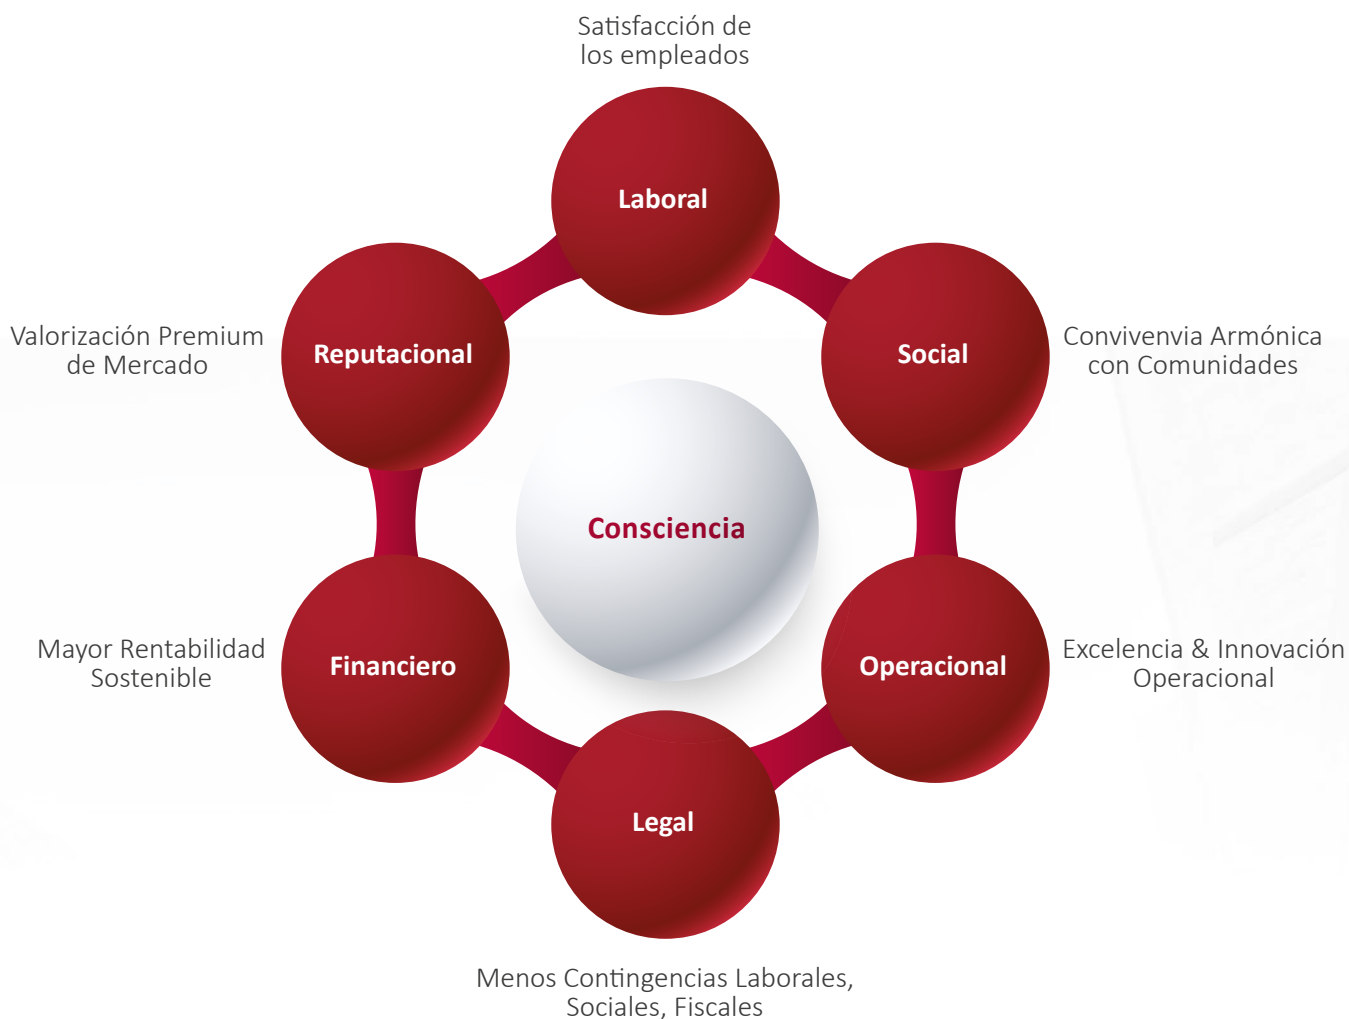 Satisfacción de
los empleados
Laboral
Valorización Premium
de Mercado
Reputacional
Social
Convivenvia Armónica
con Comunidades
Consciencia
Mayor Rentabilidad
Sostenible
Financiero
Operacional
Excelencia & Innovación
Operacional
Legal
Menos Contingencias Laborales,
Sociales, Fiscales